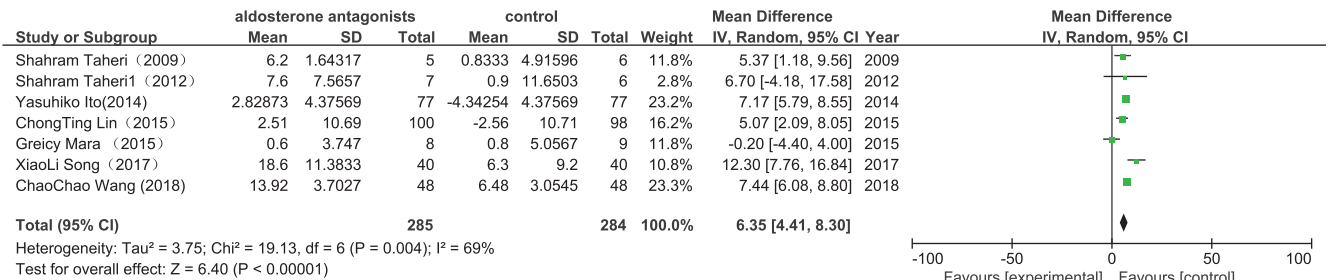 aldosterone antagonists control Mean Difference Mean Difference
Study or Subgroup Mean SD Total Mean SD Total Weight IV, Random, 95% CI Year IV, Random, 95% CI
Shahram Taheri（2009） 6.2 1.64317 5 0.8333 4.91596 6 11.8% 5.37 [1.18, 9.56] 2009
Shahram Taheri1（2012） 7.6 7.5657 7 0.9 11.6503 6 2.8% 6.70 [-4.18, 17.58] 2012
Yasuhiko Ito(2014) 2.82873 4.37569 77 -4.34254 4.37569 77 23.2% 7.17 [5.79, 8.55] 2014
ChongTing Lin（2015） 2.51 10.69 100 -2.56 10.71 98 16.2% 5.07 [2.09, 8.05] 2015
Greicy Mara （2015） 0.6 3.747 8 0.8 5.0567 9 11.8% -0.20 [-4.40, 4.00] 2015
XiaoLi Song（2017） 18.6 11.3833 40 6.3 9.2 40 10.8% 12.30 [7.76, 16.84] 2017
ChaoChao Wang (2018) 13.92 3.7027 48 6.48 3.0545 48 23.3% 7.44 [6.08, 8.80] 2018
Total (95% CI) 285 284 100.0% 6.35 [4.41, 8.30]
Heterogeneity: Tau² = 3.75; Chi² = 19.13, df = 6 (P = 0.004); I² = 69%
Test for overall effect: Z = 6.40 (P < 0.00001)
-100 -50 0 50 100
Favours [experimental] Favours [control]